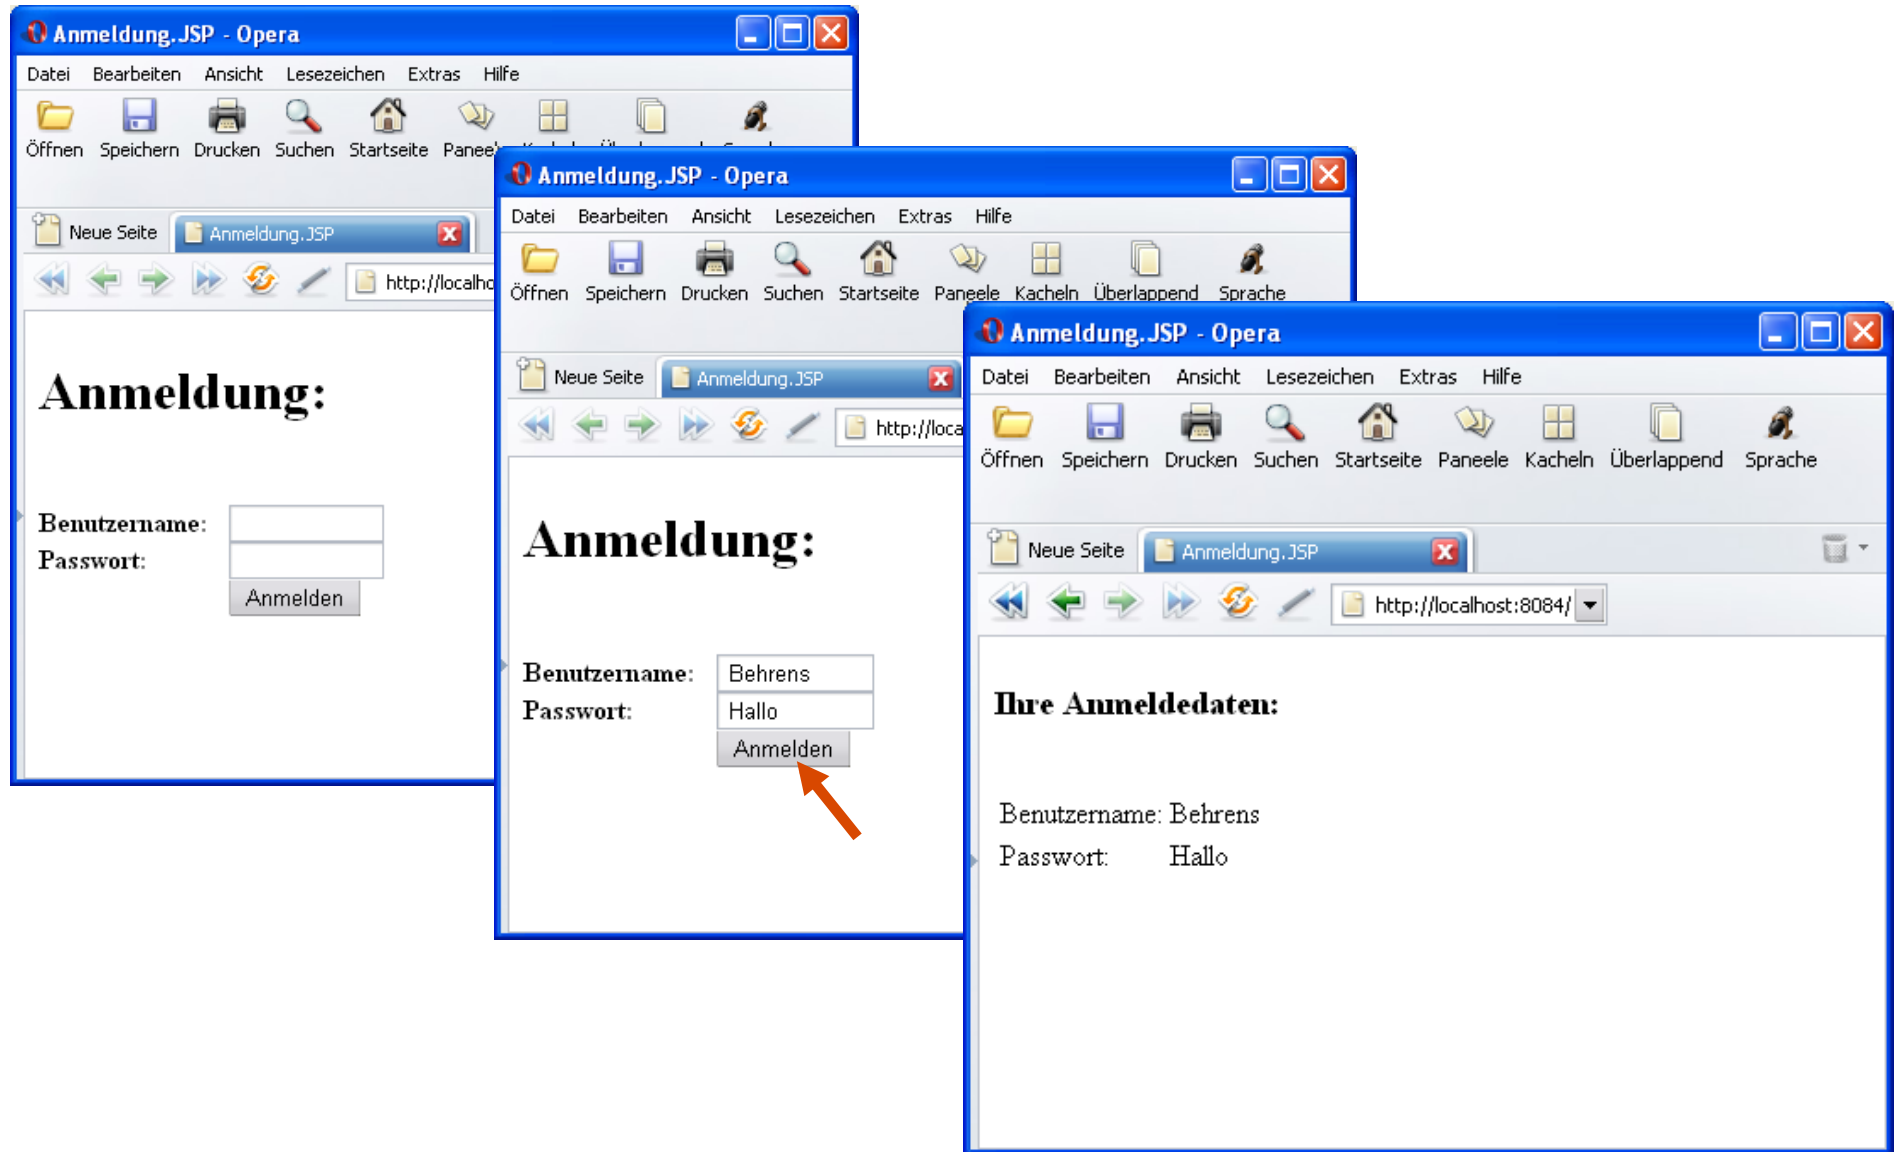 Anmeldung.JSP - Opera
Datei Bearbeiten Ansicht Lesezeichen Extras Hilfe
Öffnen Speichern Drucken Suchen Startseite
Neue Seite Anmeldung.JSP
Anmeldung:
Benutzername:
Passwort:
Anmelden
Anmeldung.JSP - Opera
Datei Bearbeiten Ansicht Lesezeichen Extras Hilfe
Öffnen Speichern Drucken Suchen Startseite Paneele Kacheln Überlappend Sprache
Neue Seite Anmeldung.JSP
Anmeldung:
Benutzername: Behrens
Passwort: Hallo
Anmelden
Anmeldung.JSP - Opera
Datei Bearbeiten Ansicht Lesezeichen Extras Hilfe
Öffnen Speichern Drucken Suchen Startseite Paneele Kacheln Überlappend Sprache
Neue Seite Anmeldung.JSP
http://localhost:8084/
Ihre Anmeldedaten:
Benutzername: Behrens
Passwort: Hallo